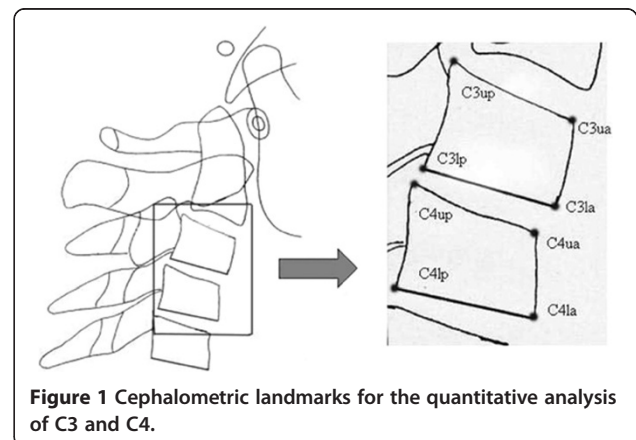 C3up
C3ua
C3lp
C3la
C4up
C4ua
C4lp
C4la
Figure 1 Cephalometric landmarks for the quantitative analysis
of C3 and C4.